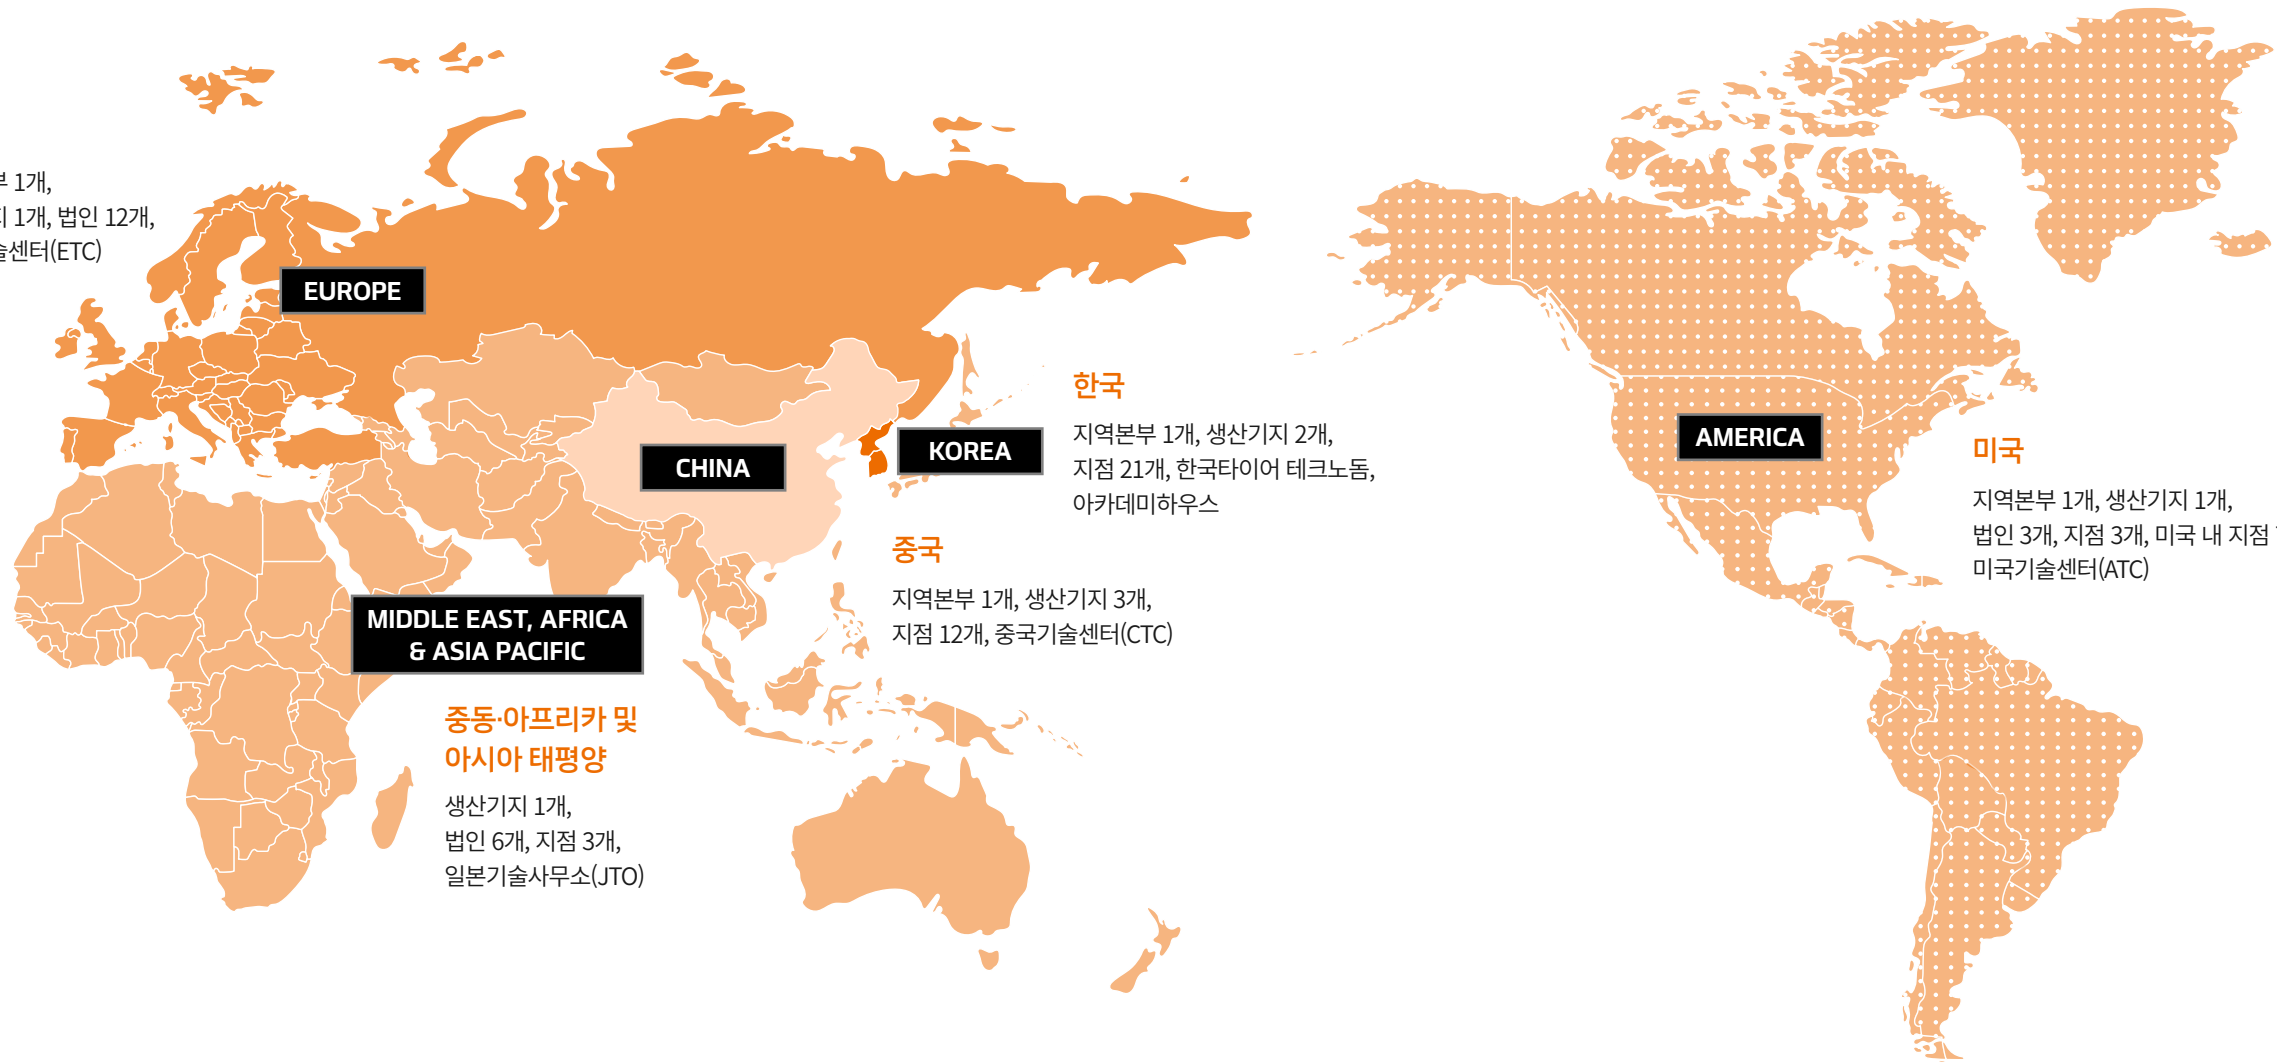 1개,
1개, 법인 12개,
EUROPE
한국
지역본부 1개, 생산기지 2개,
지점 21개, 한국타이어 테크노돔,
아카데미하우스
KOREA
CHINA
중국
지역본부 1개, 생산기지 3개,
지점 12개, 중국기술센터(CTC)
AMERICA
미국
지역본부 1개, 생산기지 1개,
법인 3개, 지점 3개, 미국 내 지점
미국기술센터(ATC)
MIDDLE EAST, AFRICA
& ASIA PACIFIC
중동·아프리카 및
아시아 태평양
생산기지 1개,
법인 6개, 지점 3개,
일본기술사무소(JTO)